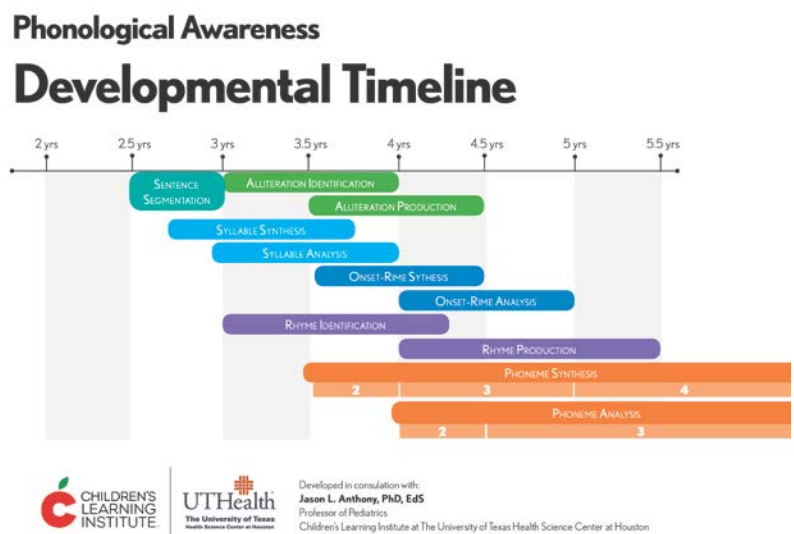 Phonological Awareness
Developmental Timeline
2 yrs 2.5 yrs 3 yrs 3.5 yrs 4 yrs 4.5 yrs 5 yrs 5.5 yrs
SENTENCE
SEGMENTATION
ALLITERATION IDENTIFICATION
ALLITERATION PRODUCTION
SYLLABLE SYNTHESIS
SYLLABLE ANALYSIS
ONSET-RIME SYTHESIS
ONSET-RIME ANALYSIS
RHYME IDENTIFICATION
RHYME PRODUCTION
PHONEME SYNTHESIS
2 3 4
PHONEME ANALYSIS
2 3
CHILDREN'S
LEARNING
INSTITUTE
UTHealth
The University of Texas
Health Science Center at Houston
Developed in consulation with:
Jason L. Anthony, PhD, EdS
Professor of Pediatrics
Children's Learning Institute at The University of Texas Health Science Center at Houston